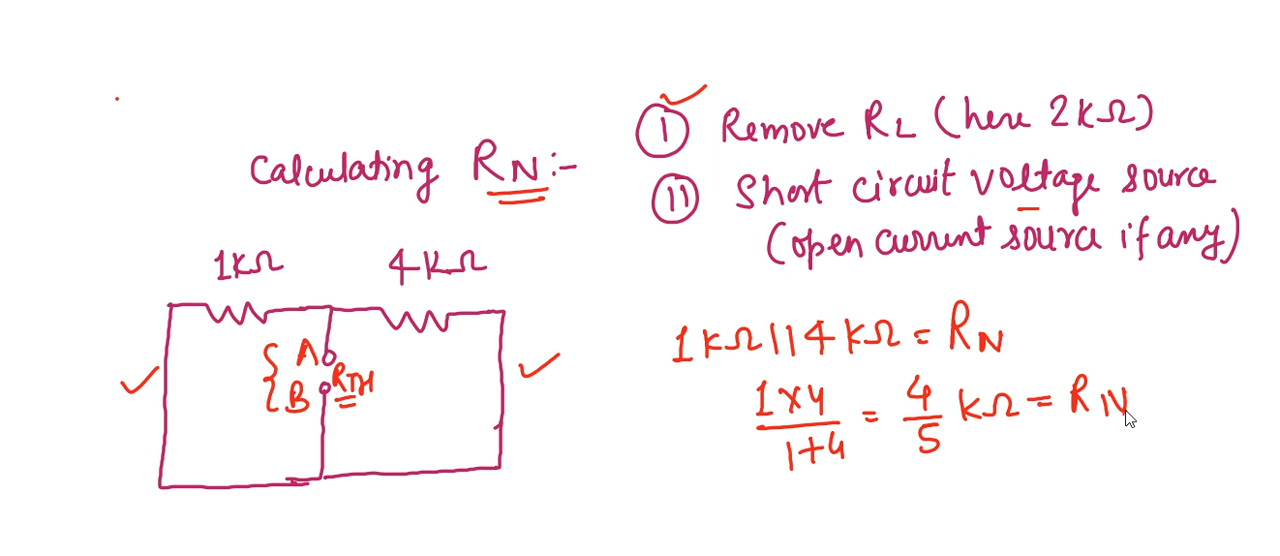 Calculating RN:-
(I) Remove RL (here 2KΩ)
(II) Short circuit voltage source
(open current source if any)
1KΩ
4KΩ
A
B
RTH
1KΩ||4KΩ = RN
1×4/1+4 = 4/5 KΩ = RN